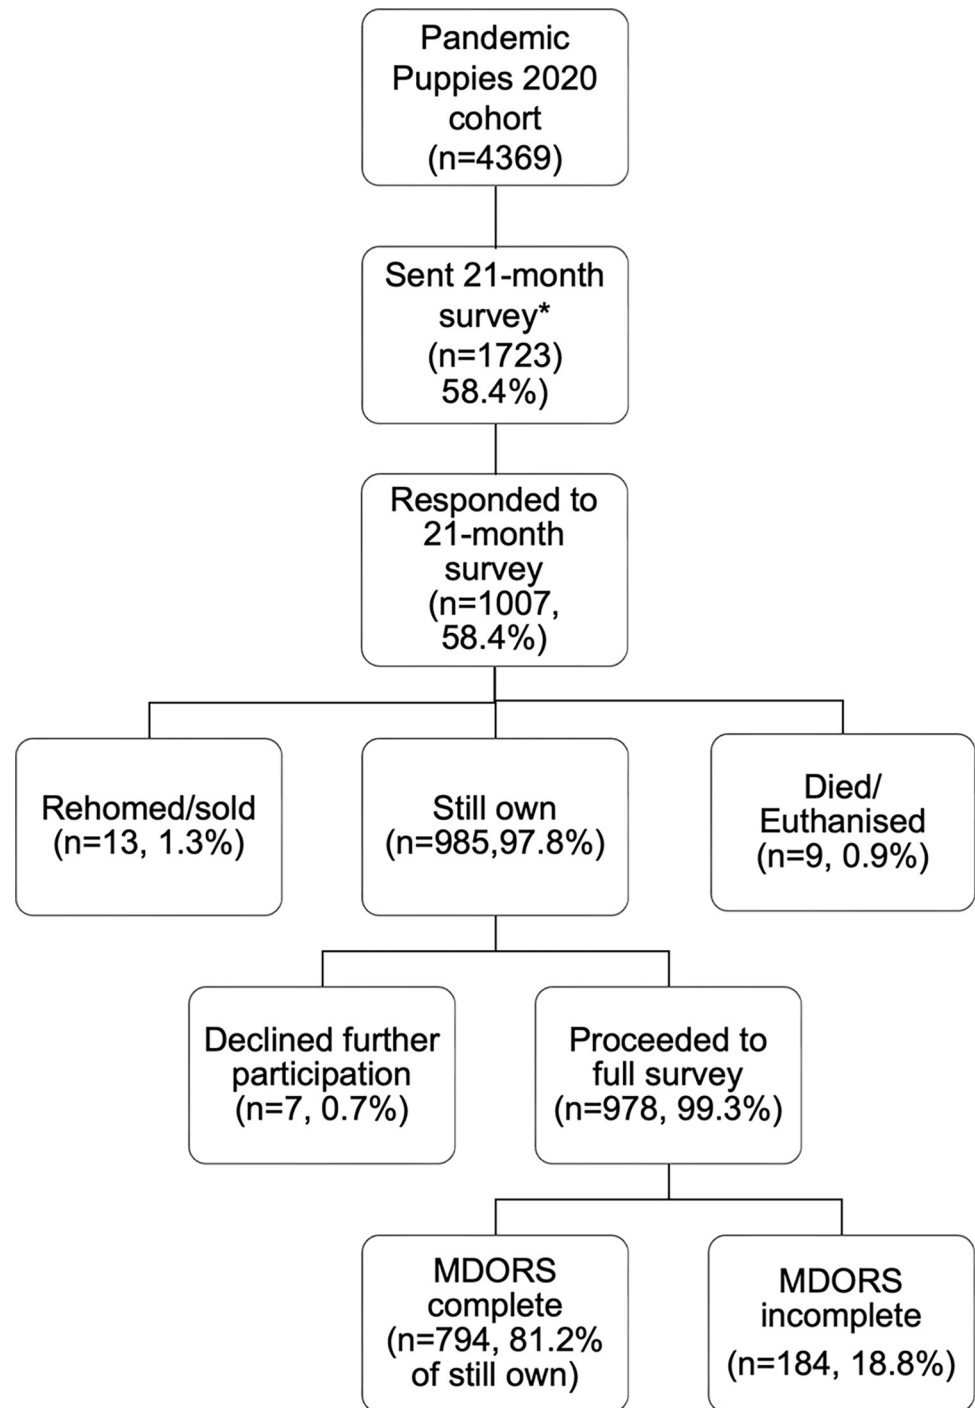 Pandemic
Puppies 2020
cohort
(n=4369)
Sent 21-month
survey*
(n=1723)
58.4%)
Responded to
21-month
survey
(n=1007,
58.4%)
Rehomed/sold
(n=13, 1.3%)
Still own
(n=985,97.8%)
Died/
Euthanised
(n=9, 0.9%)
Declined further
participation
(n=7, 0.7%)
Proceeded to
full survey
(n=978, 99.3%)
MDORS
complete
(n=794, 81.2%
of still own)
MDORS
incomplete
(n=184, 18.8%)